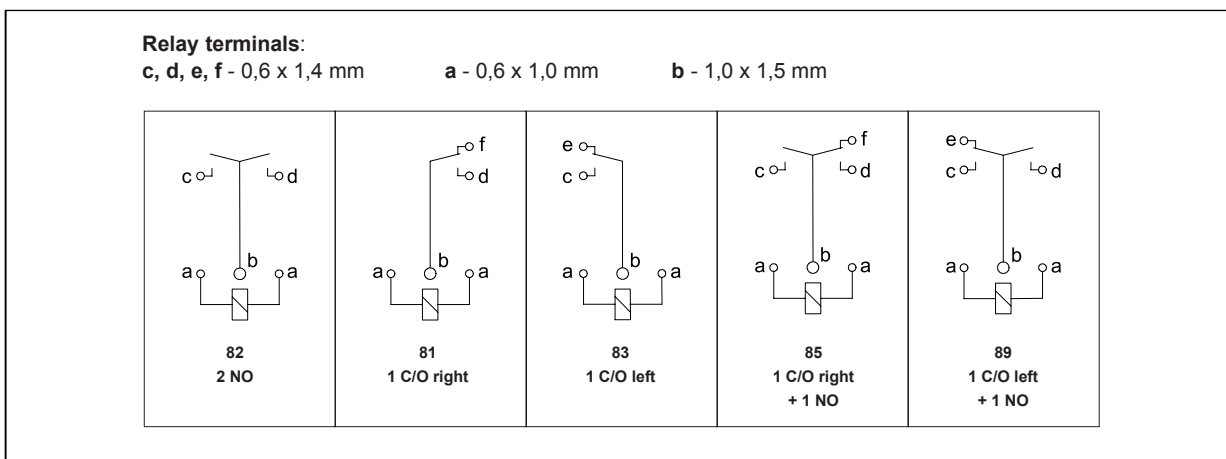 Relay terminals:
c, d, e, f - 0,6 x 1,4 mm a - 0,6 x 1,0 mm b - 1,0 x 1,5 mm
c d
b
a a
82
2 NO
f
d
b
a a
81
1 C/O right
e
c
b
a a
83
1 C/O left
f
c d
b
a a
85
1 C/O right
+ 1 NO
e
c d
b
a a
89
1 C/O left
+ 1 NO